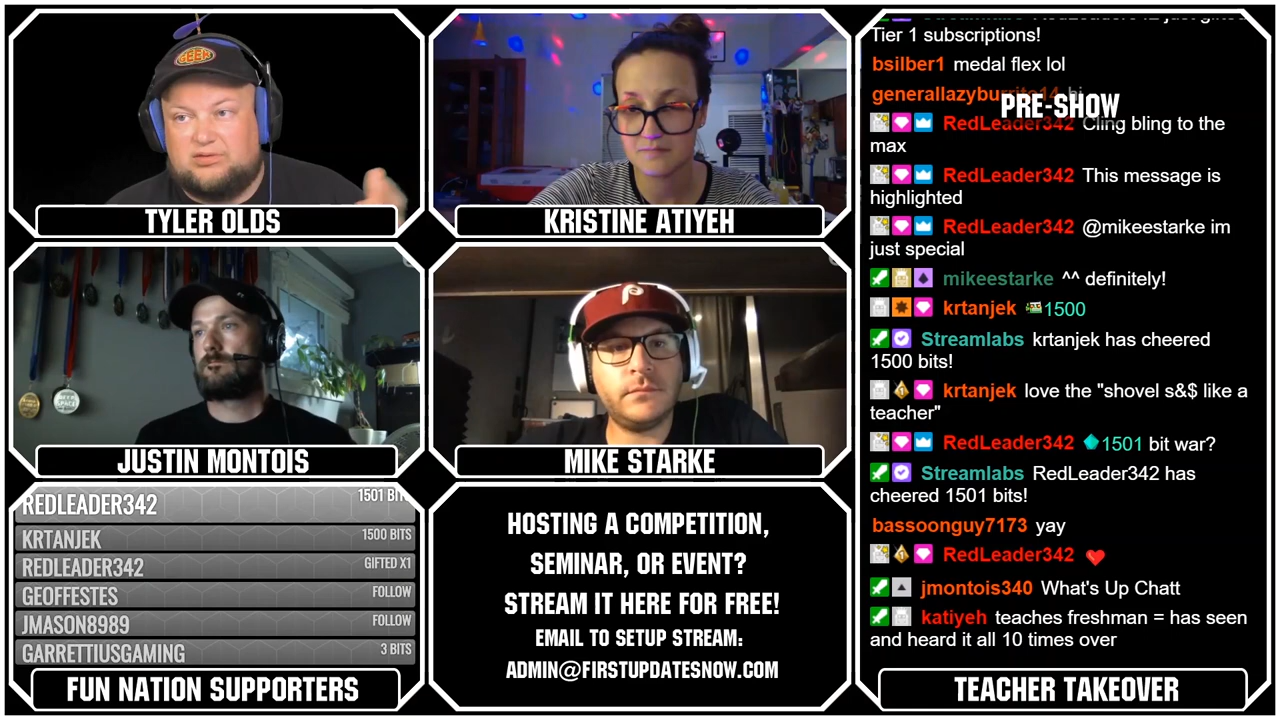 GEEK
TYLER OLDS
KRISTINE ATIYEH
JUSTIN MONTOIS
P
MIKE STARKE
REDLEADER342 1501 BITS
KRTANJEK 1500 BITS
REDLEADER342 GIFTED X1
GEOFFESTES FOLLOW
JMASON8989 FOLLOW
GARRETTIUSGAMING 3 BITS
FUN NATION SUPPORTERS
HOSTING A COMPETITION,
SEMINAR, OR EVENT?
STREAM IT HERE FOR FREE!
EMAIL TO SETUP STREAM:
ADMIN@FIRSTUPDATESNOW.COM
PRE-SHOW
Tier 1 subscriptions!
bsilber1 medal flex lol
generallazyburrito14 hi
RedLeader342 Cling bling to the
max
RedLeader342 This message is
highlighted
RedLeader342 @mikeestarke im
just special
mikeestarke ^^ definitely!
krtanjek 1500
Streamlabs krtanjek has cheered
1500 bits!
krtanjek love the "shovel s&$ like a
teacher"
RedLeader342 1501 bit war?
Streamlabs RedLeader342 has
cheered 1501 bits!
bassoonguy7173 yay
RedLeader342
jmontois340 What's Up Chatt
katiyeh teaches freshman = has seen
and heard it all 10 times over
TEACHER TAKEOVER